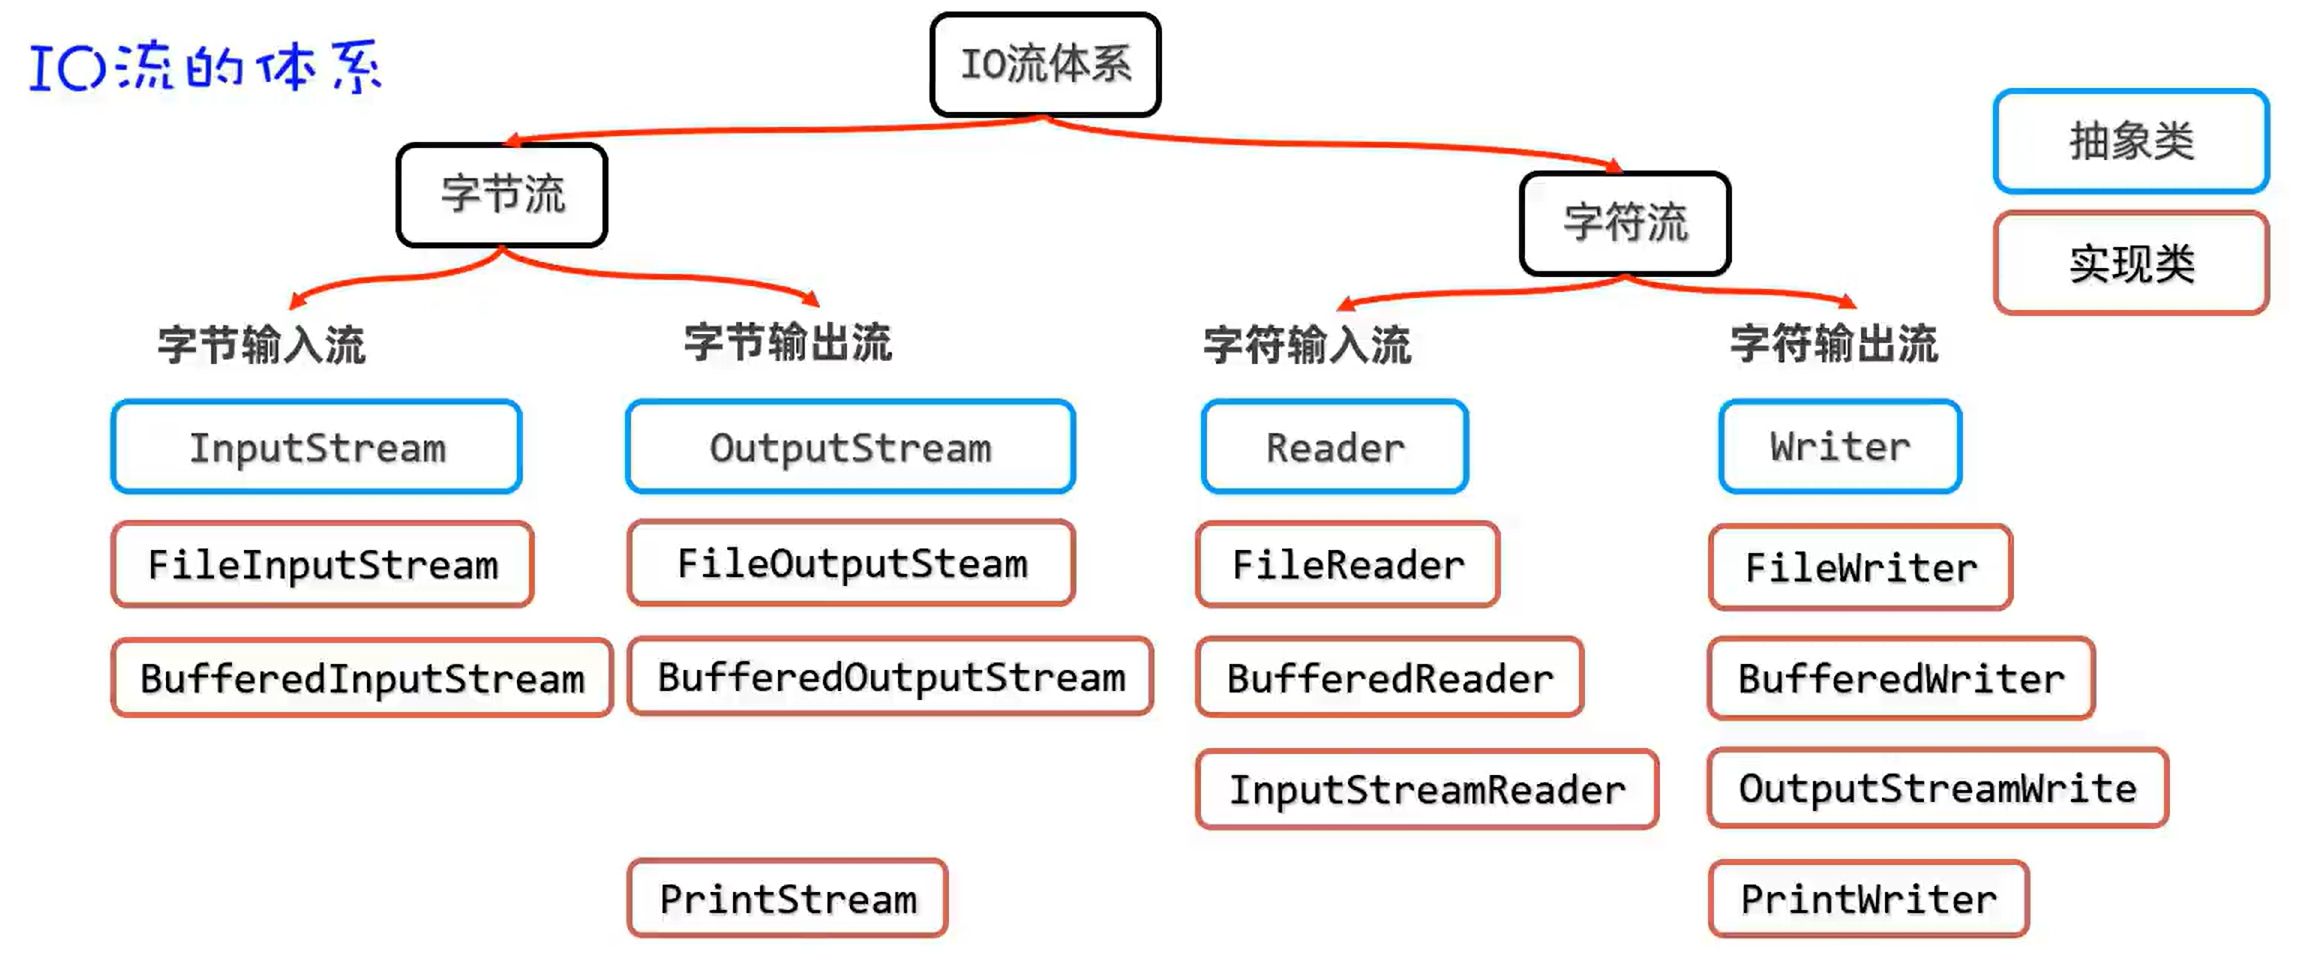 IO流的体系
IO流体系
抽象类
实现类
字节流
字符流
字节输入流
字节输出流
字符输入流
字符输出流
InputStream
OutputStream
Reader
Writer
FileInputStream
FileOutputSteam
FileReader
FileWriter
BufferedInputStream
BufferedOutputStream
BufferedReader
BufferedWriter
InputStreamReader
OutputStreamWrite
PrintStream
PrintWriter